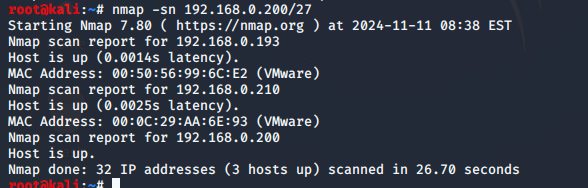 root@kali:~# nmap -sn 192.168.0.200/27
Starting Nmap 7.80 ( https://nmap.org ) at 2024-11-11 08:38 EST
Nmap scan report for 192.168.0.193
Host is up (0.0014s latency).
MAC Address: 00:50:56:99:6C:E2 (VMware)
Nmap scan report for 192.168.0.210
Host is up (0.0025s latency).
MAC Address: 00:0C:29:AA:6E:93 (VMware)
Nmap scan report for 192.168.0.200
Host is up.
Nmap done: 32 IP addresses (3 hosts up) scanned in 26.70 seconds
root@kali:~#